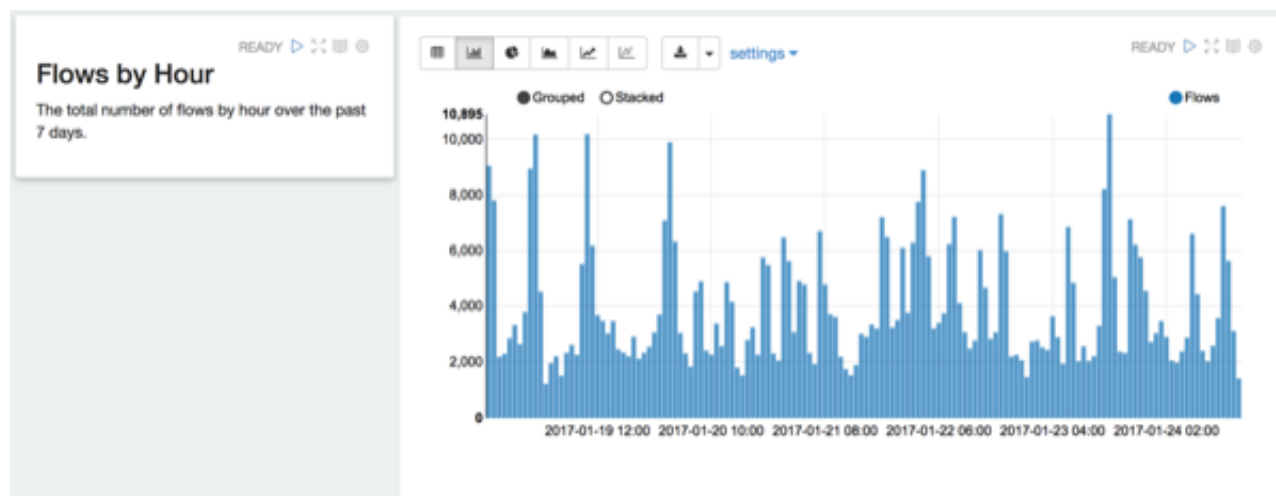 READY
Flows by Hour
The total number of flows by hour over the past
7 days.
settings
READY
Grouped Stacked
Flows
10,895
10,000
8,000
6,000
4,000
2,000
0
2017-01-19 12:00 2017-01-20 10:00 2017-01-21 08:00 2017-01-22 06:00 2017-01-23 04:00 2017-01-24 02:00